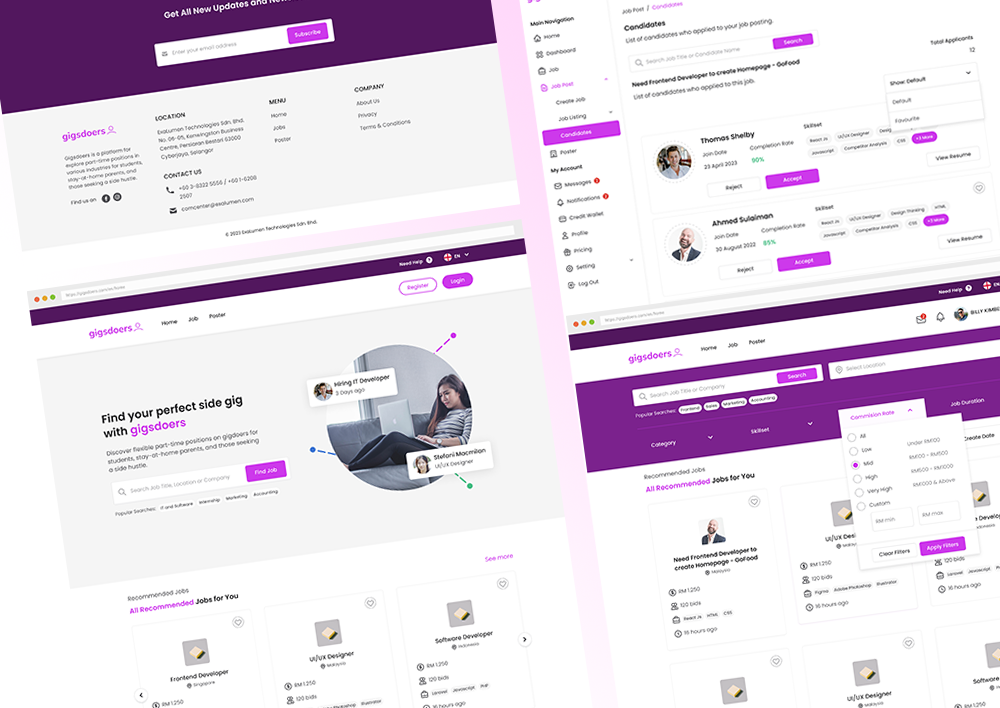 Get All New Updates and
Enter your email address
Subscribe
gigsdoers
Gigsdoers is a platform for
explore part-time positions in
various industries for students,
stay-at-home parents, and
those seeking a side hustle.
Find us on
LOCATION
ExaLumen Technologies Sdn. Bhd.
No. 06-05, Kenwingston Business
Centre, Persiaran Bestari 63000
Cyberjaya, Selangor
CONTACT US
+60 3-8322 5556 / +60 1-6208
2507
comcenter@exalumen.com
MENU
Home
Jobs
Poster
COMPANY
About Us
Privacy
Terms & Conditions
© 2023 ExaLumen Technologies Sdn Bhd.
Main Navigation
Home
Dashboard
Job
Job Post
Create Job
Job Listing
Candidates
Poster
My Account
Messages
Notifications
Credit Wallet
Profile
Pricing
Setting
Log Out
Job Post / Candidates
Candidates
List of candidates who applied to your job posting.
Search Job Title or Candidate Name
Search
Need Frontend Developer to create Homepage - GoFood
List of candidates who applied to this job.
Total Applicants
12
Show: Default
Default
Favourite
Thomas Shelby
Join Date
23 April 2023
Completion Rate
90%
Skillset
React Js
UI/UX Designer
Javascript
Competitor Analysis
CSS
+3 More
Reject
Accept
View Resume
Ahmed Sulaiman
Join Date
30 August 2022
Completion Rate
85%
Skillset
React Js
UI/UX Designer
Design Thinking
HTML
Javascript
Competitor Analysis
CSS
+3 More
Reject
Accept
View Resume
Need Help
EN
gigsdoers
Home
Job
Poster
Register
Login
Find your perfect side gig
with gigsdoers
Discover flexible part-time positions on gigdoers for
students, stay-at-home parents, and those seeking
a side hustle.
Search Job Title, Location or Company
Find Job
Popular Searches:
IT and Software
Internship
Marketing
Accounting
Hiring IT Developer
3 Days ago
Stefani Macmilan
UI/UX Designer
See more
Recommended Jobs
All Recommended Jobs for You
Frontend Developer
Singapore
RM 1.250
UI/UX Designer
Malaysia
RM 1.250
120 bids
Adobe Photoshop
Illustrator
Software Developer
Indonesia
RM 1.250
120 bids
Laravel
Javascript
Php
16 hours ago
Need Help
EN
gigsdoers
Home
Job
Poster
Search Job Title or Company
Search
Select Location
Popular Searches:
Frontend
Sales
Marketing
Accounting
Category
Skillset
Commision Rate
Job Duration
All
Low
Under RM100
Mid
RM100 - RM500
High
RM500 - RM1000
Very High
RM1000 & Above
Custom
RM min
RM max
Clear Filters
Apply Filters
Recommended Jobs
All Recommended Jobs for You
Need Frontend Developer to
create Homepage - GoFood
Malaysia
RM 1.250
120 bids
React Js
HTML
CSS
16 hours ago
RM 1.250
120 bids
Figma
Adobe Photoshop
Illustrator
16 hours ago
120 bids
Laravel
Javascript
16 hours ago
UI/UX Designer
Malaysia